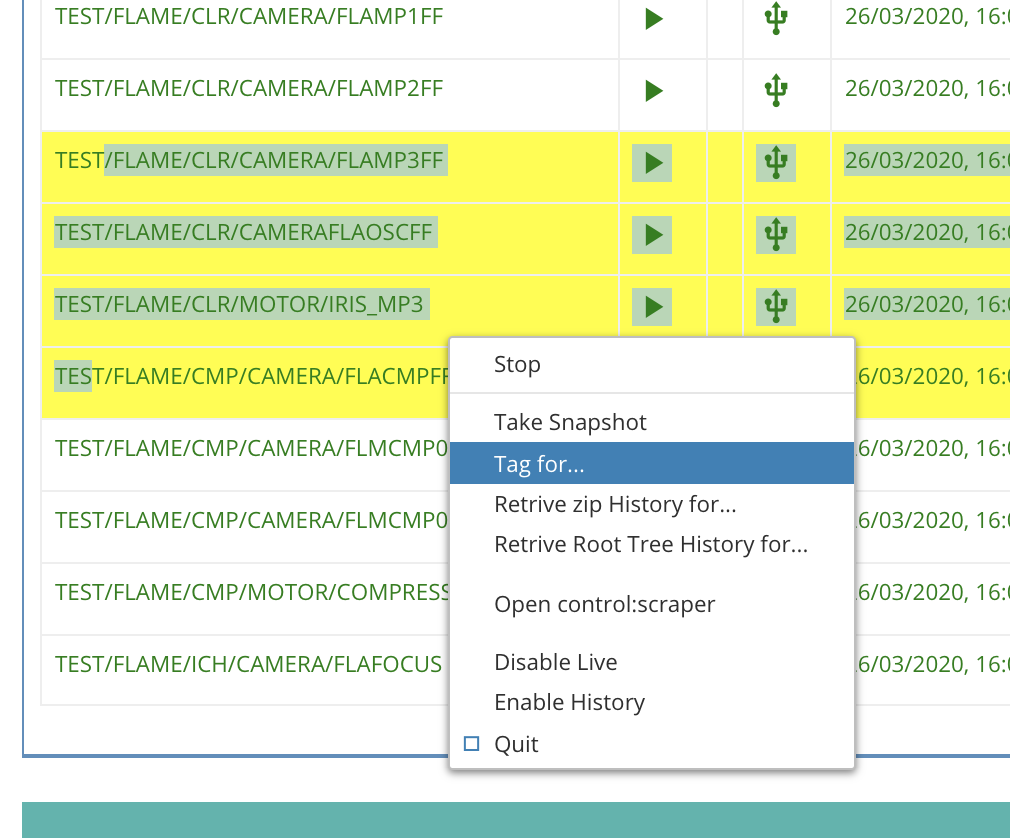 TEST/FLAME/CLR/CAMERA/FLAMP1FF 26/03/2020, 16:0
TEST/FLAME/CLR/CAMERA/FLAMP2FF 26/03/2020, 16:0
TEST/FLAME/CLR/CAMERA/FLAMP3FF 26/03/2020, 16:0
TEST/FLAME/CLR/CAMERAFLAOSCFF 26/03/2020, 16:0
TEST/FLAME/CLR/MOTOR/IRIS_MP3 26/03/2020, 16:0
TEST/FLAME/CMP/CAMERA/FLACMPFF 6/03/2020, 16:0
TEST/FLAME/CMP/CAMERA/FLMCMP0 6/03/2020, 16:0
TEST/FLAME/CMP/CAMERA/FLMCMP0 6/03/2020, 16:0
TEST/FLAME/CMP/MOTOR/COMPRESS 6/03/2020, 16:0
TEST/FLAME/ICH/CAMERA/FLAFOCUS 6/03/2020, 16:0
Stop
Take Snapshot
Tag for...
Retrive zip History for...
Retrive Root Tree History for...
Open control:scraper
Disable Live
Enable History
Quit